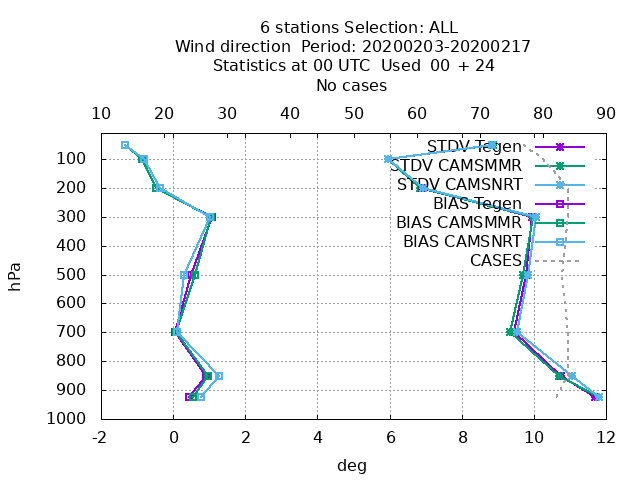 6 stations Selection: ALL
Wind direction  Period: 20200203-20200217
Statistics at 00 UTC  Used  00 + 24
No cases
10 20 30 40 50 60 70 80 90
STDV Tegen
STDV CAMSMMR
STDV CAMSNRT
BIAS Tegen
BIAS CAMSMMR
BIAS CAMSNRT
CASES
hPa
100
200
300
400
500
600
700
800
900
1000
-2 0 2 4 6 8 10 12
deg